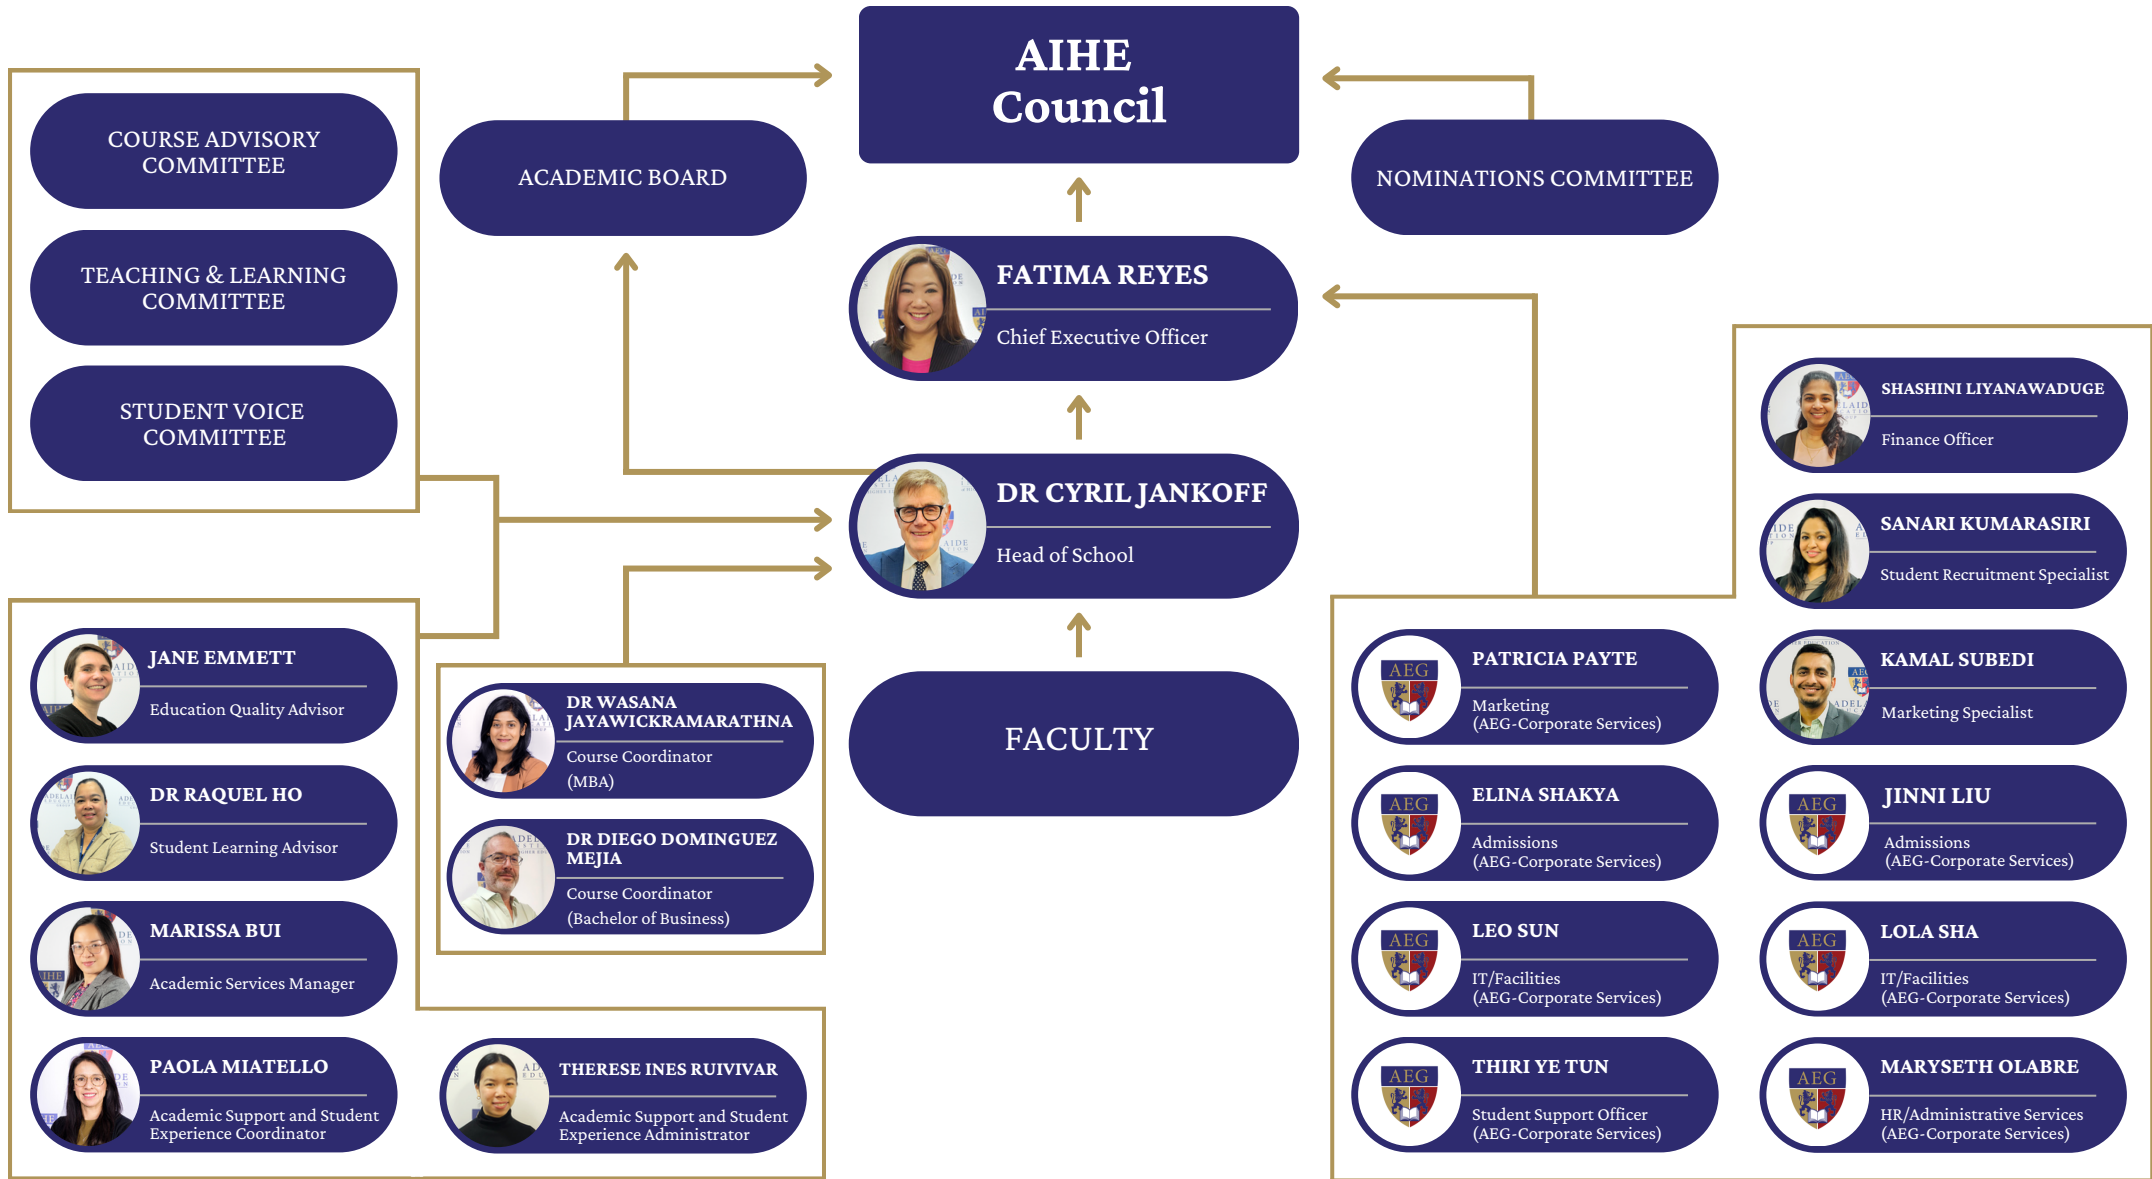 AIHE
Council
COURSE ADVISORY
COMMITTEE
TEACHING & LEARNING
COMMITTEE
STUDENT VOICE
COMMITTEE
ACADEMIC BOARD
NOMINATIONS COMMITTEE
FATIMA REYES
Chief Executive Officer
DR CYRIL JANKOFF
Head of School
FACULTY
JANE EMMETT
Education Quality Advisor
DR RAQUEL HO
Student Learning Advisor
MARISSA BUI
Academic Services Manager
PAOLA MIATELLO
Academic Support and Student
Experience Coordinator
THERESE INES RUIVIVAR
Academic Support and Student
Experience Administrator
DR WASANA
JAYAWICKRAMARATHNA
Course Coordinator
(MBA)
DR DIEGO DOMINGUEZ
MEJIA
Course Coordinator
(Bachelor of Business)
SHASHINI LIYANAWADUGE
Finance Officer
SANARI KUMARASIRI
Student Recruitment Specialist
KAMAL SUBEDI
Marketing Specialist
AEG
PATRICIA PAYTE
Marketing
(AEG-Corporate Services)
AEG
ELINA SHAKYA
Admissions
(AEG-Corporate Services)
AEG
JINNI LIU
Admissions
(AEG-Corporate Services)
AEG
LEO SUN
IT/Facilities
(AEG-Corporate Services)
AEG
LOLA SHA
IT/Facilities
(AEG-Corporate Services)
AEG
THIRI YE TUN
Student Support Officer
(AEG-Corporate Services)
AEG
MARYSETH OLABRE
HR/Administrative Services
(AEG-Corporate Services)